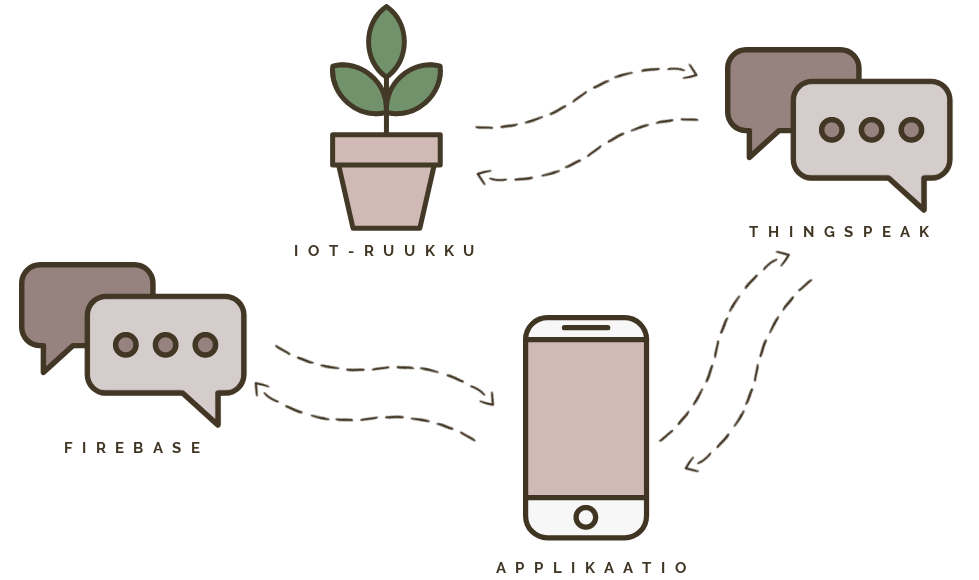 THINGSPEAK
IOT-RUUKKU
FIREBASE
APPLIKAATIO